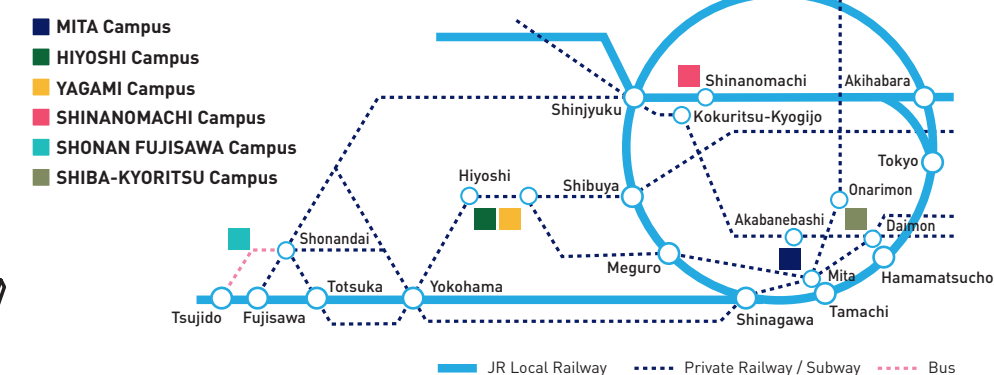 MITA Campus
HIYOSHI Campus
YAGAMI Campus
SHINANOMACHI Campus
SHONAN FUJISAWA Campus
SHIBA-KYORITSU Campus
Shinanomachi
Akihabara
Shinjyuku
Kokuritsu-Kyogijo
Tokyo
Hiyoshi
Shibuya
Onarimon
Akabanebashi
Daimon
Shonandai
Meguro
Mita
Hamamatsucho
Totsuka
Yokohama
Tsujido
Fujisawa
Shinagawa
Tamachi
JR Local Railway
Private Railway / Subway
Bus